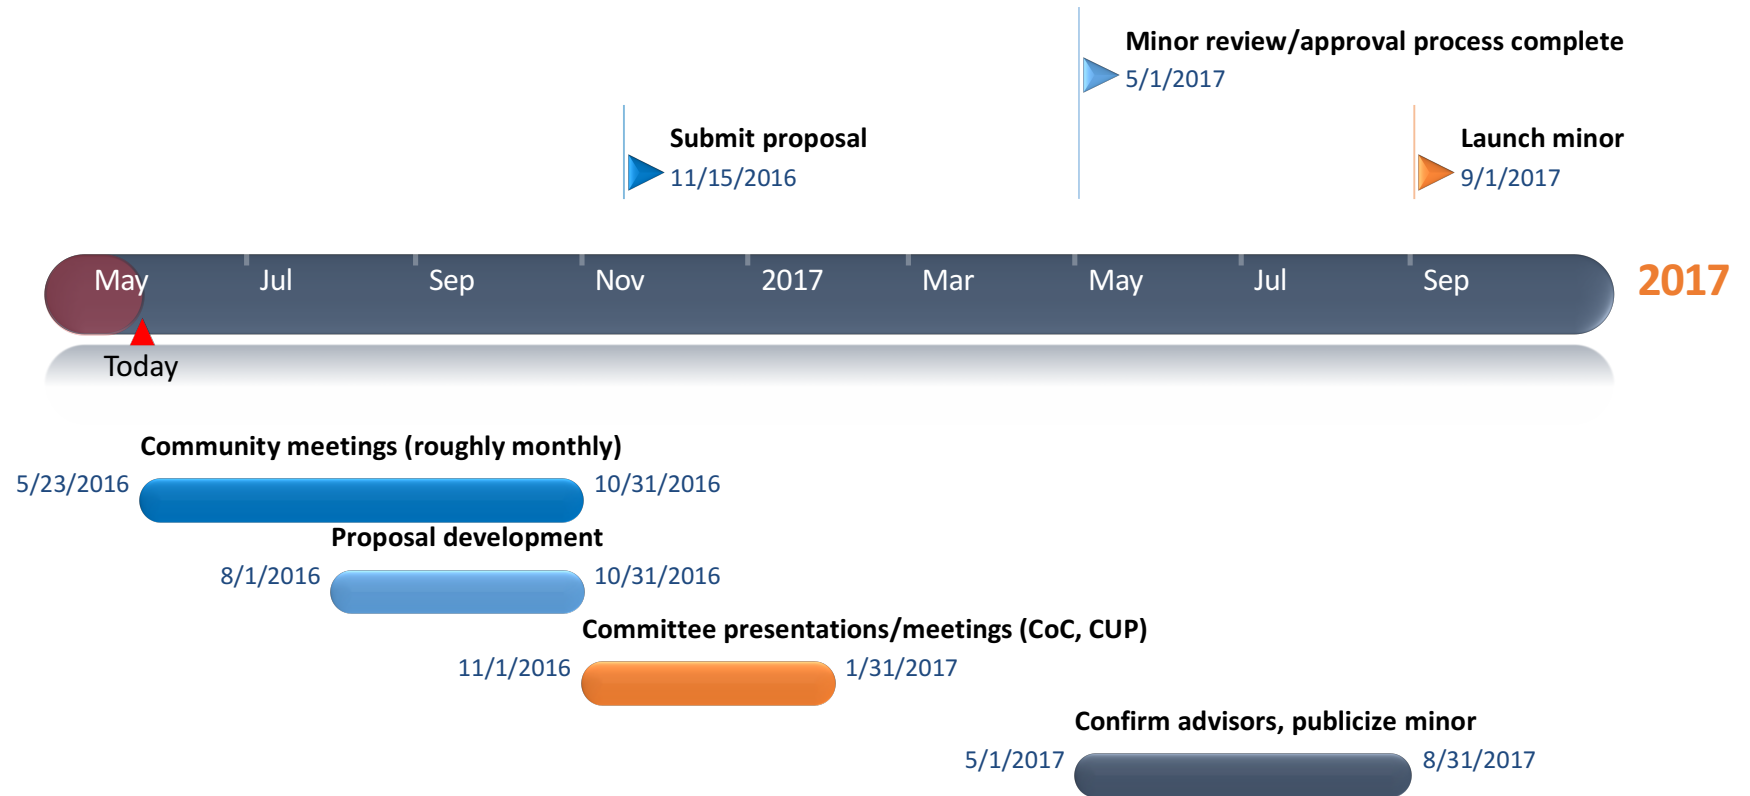 Minor review/approval process complete
5/1/2017
Submit proposal
11/15/2016
Launch minor
9/1/2017
May Jul Sep Nov 2017 Mar May Jul Sep 2017
Today
Community meetings (roughly monthly)
5/23/2016 10/31/2016
Proposal development
8/1/2016 10/31/2016
Committee presentations/meetings (CoC, CUP)
11/1/2016 1/31/2017
Confirm advisors, publicize minor
5/1/2017 8/31/2017